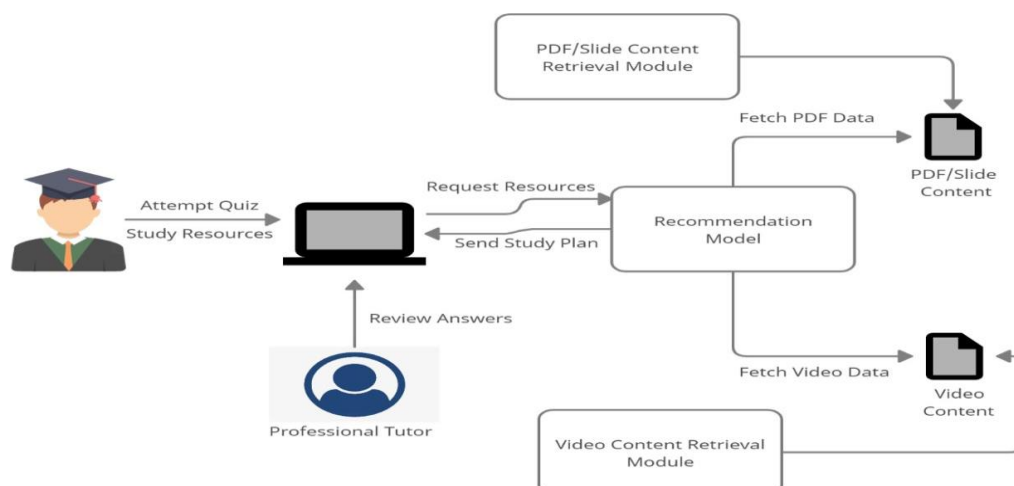 PDF/Slide Content
Retrieval Module
Fetch PDF Data
PDF/Slide
Content
Attempt Quiz
Study Resources
Request Resources
Send Study Plan
Recommendation
Model
Review Answers
Professional Tutor
Fetch Video Data
Video
Content
Video Content Retrieval
Module